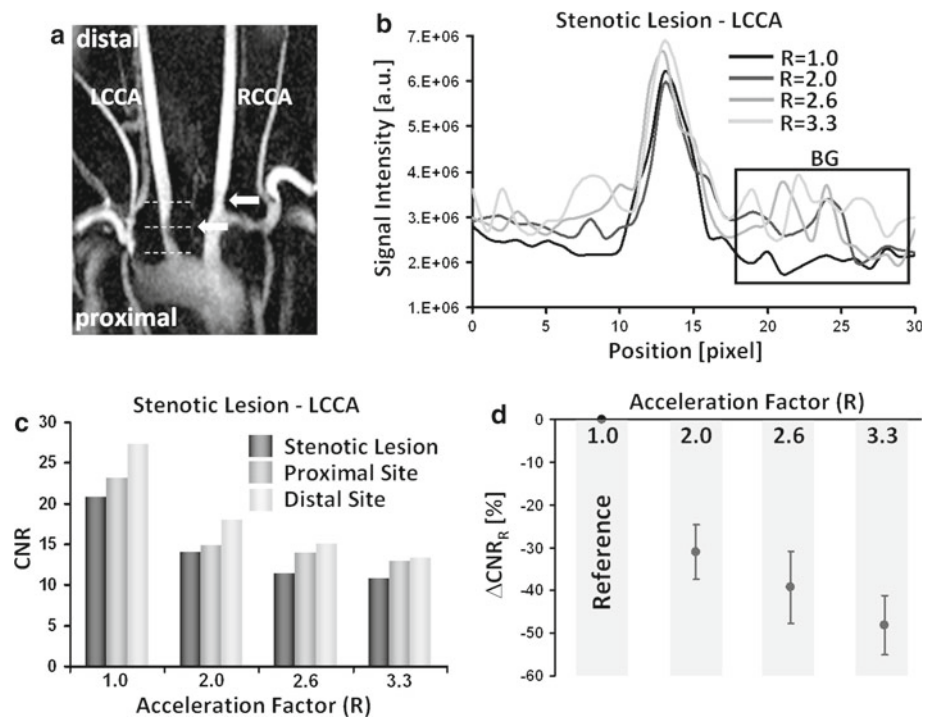 a
distal
LCCA
RCCA
proximal
b
Stenotic Lesion - LCCA
Signal Intensity [a.u.]
7.E+06
6.E+06
5.E+06
4.E+06
3.E+06
2.E+06
1.E+06
R=1.0
R=2.0
R=2.6
R=3.3
BG
0
5
10
15
20
25
30
Position [pixel]
c
Stenotic Lesion - LCCA
CNR
30
25
20
15
10
5
0
Stenotic Lesion
Proximal Site
Distal Site
1.0
2.0
2.6
3.3
Acceleration Factor (R)
d
Acceleration Factor (R)
ΔCNRR [%]
0
-10
-20
-30
-40
-50
-60
1.0
2.0
2.6
3.3
Reference